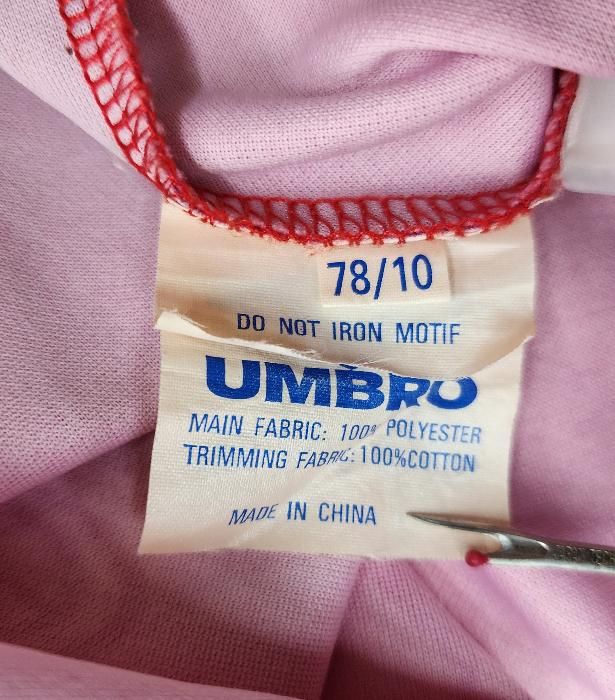 78/10
DO NOT IRON MOTIF
UMBRO
MAIN FABRIC: 100% POLYESTER
TRIMMING FABRIC: 100%COTTON
MADE IN CHINA